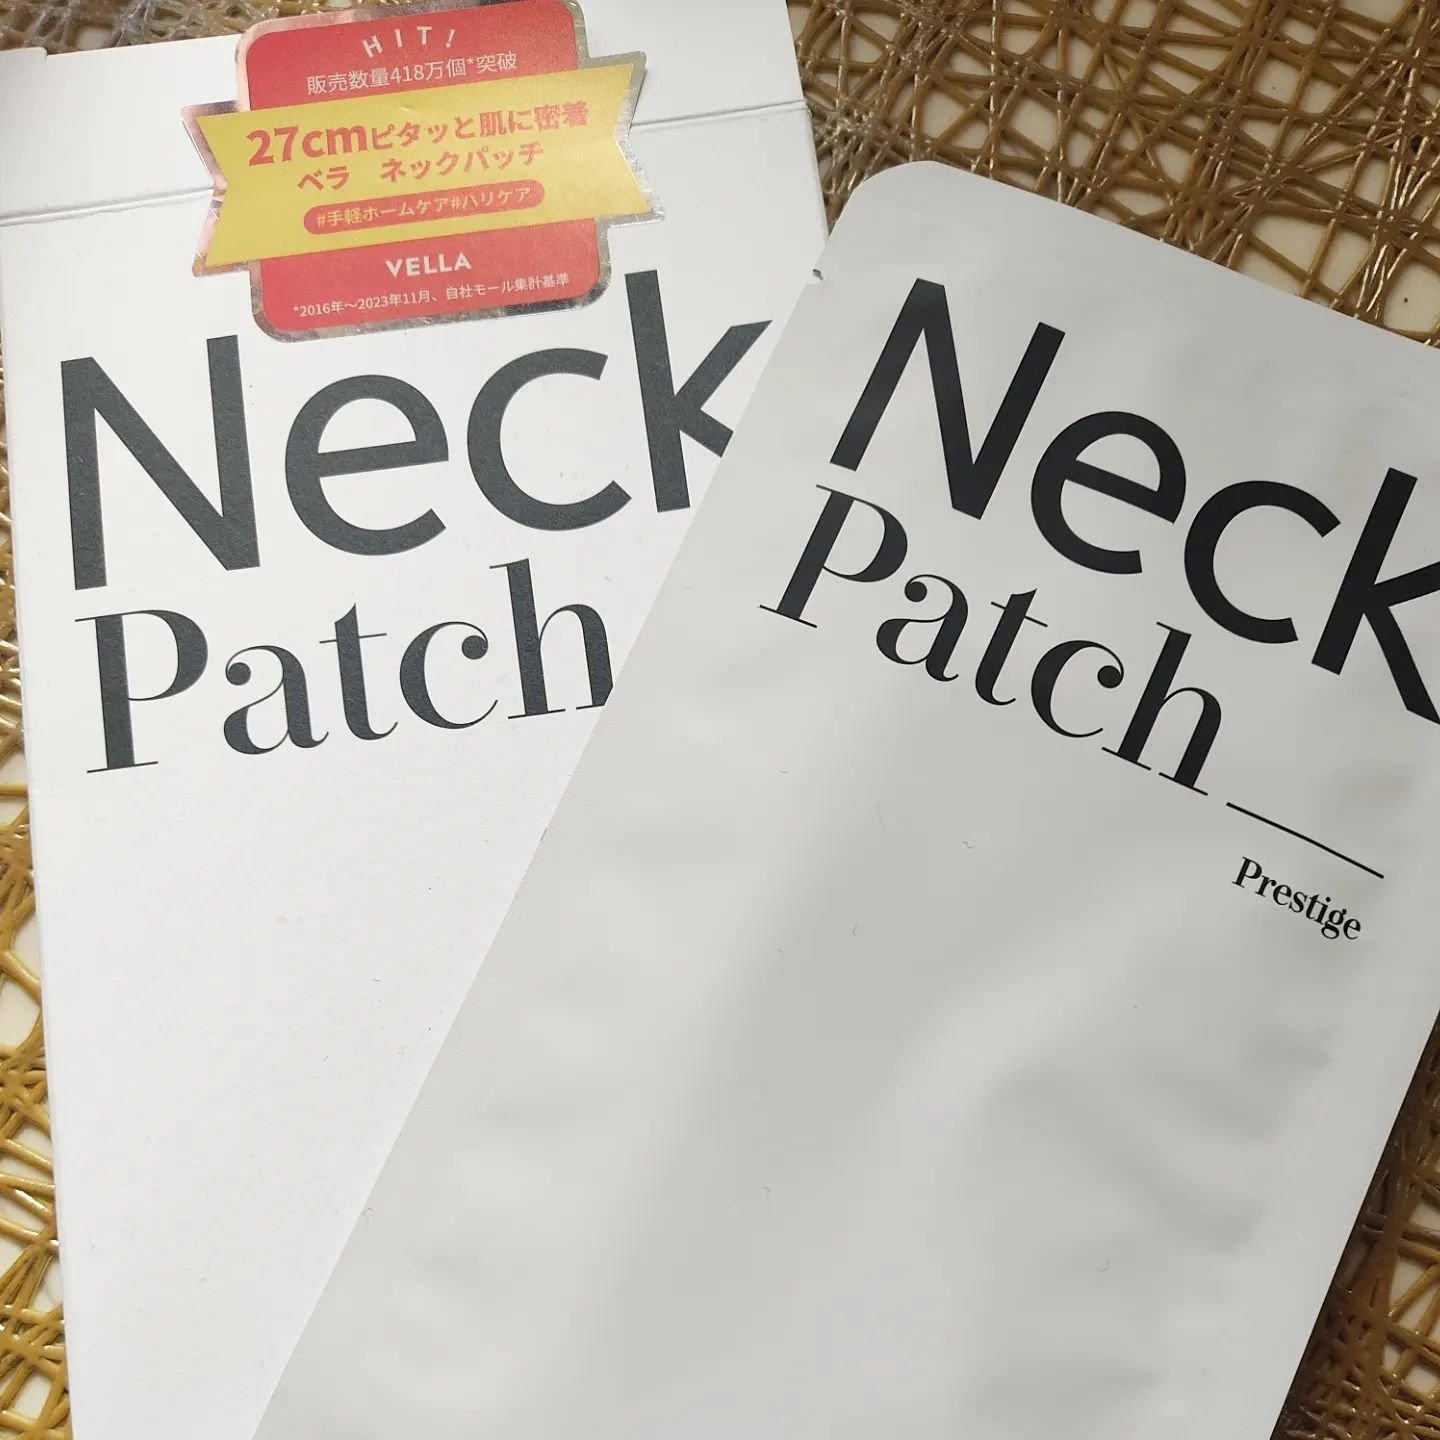 HIT!
販売数量418万個*突破
27cmピタッと肌に密着
ベラ ネックパッチ
#手軽ホームケア#ハリケア
VELLA
*2016年〜2023年11月、自社モール集計基準
Neck
Patch
Neck
Patch
Prestige